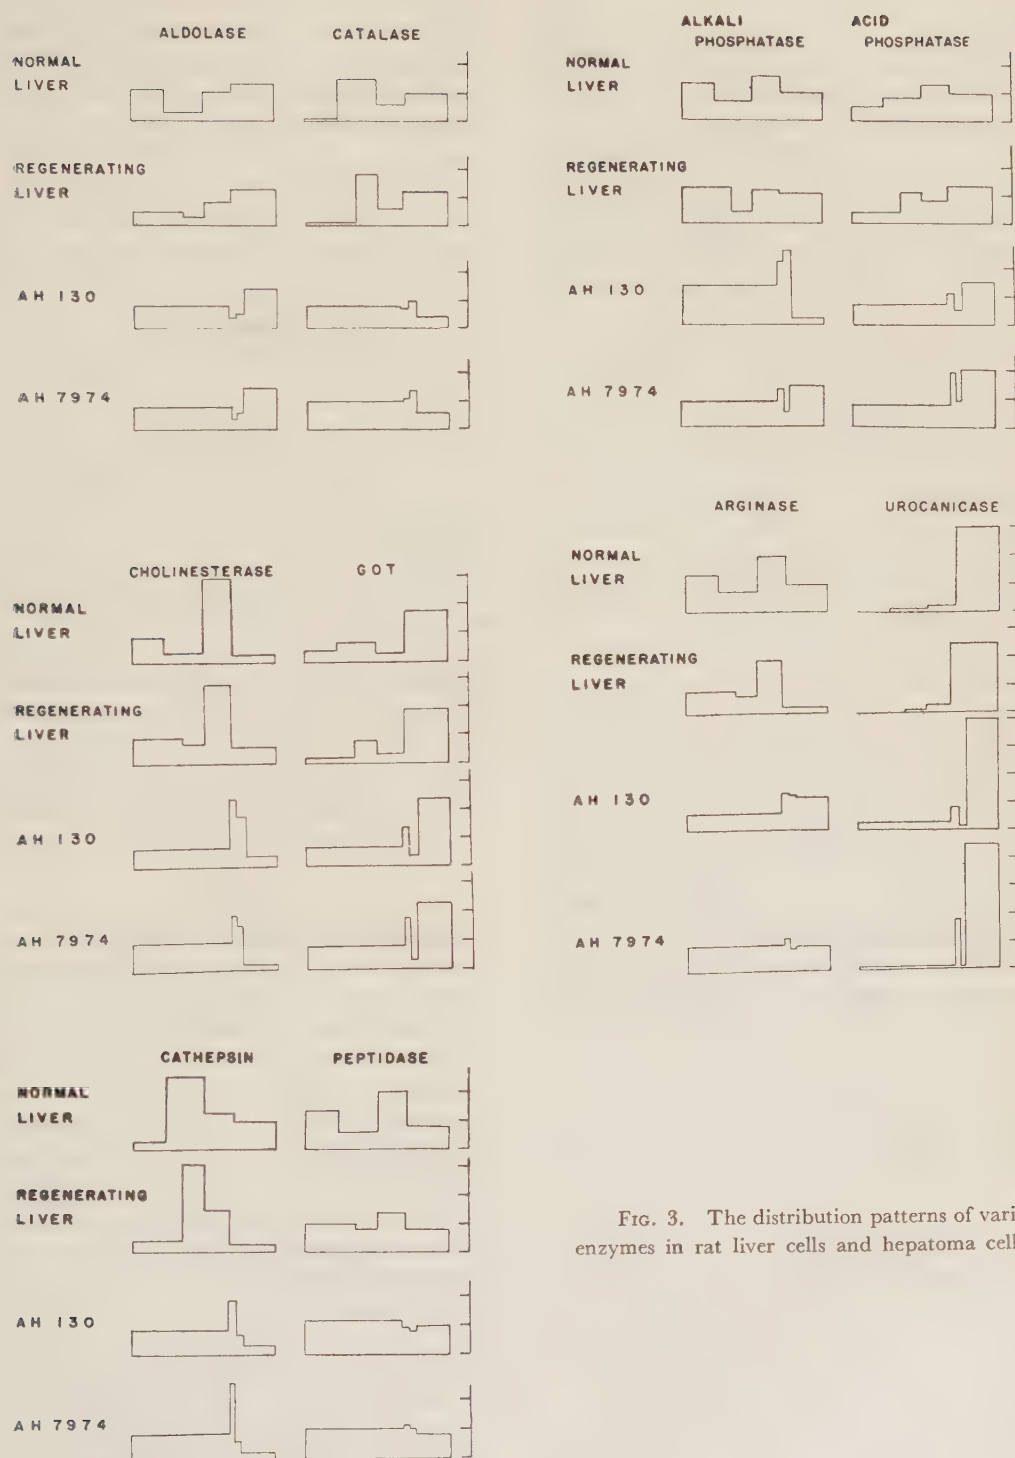 ALDOLASE CATALASE
NORMAL
LIVER
REGENERATING
LIVER
AH 130
AH 7974
ALKALI
PHOSPHATASE
ACID
PHOSPHATASE
NORMAL
LIVER
REGENERATING
LIVER
AH 130
AH 7974
CHOLINESTERASE GOT
NORMAL
LIVER
REGENERATING
LIVER
AH 130
AH 7974
ARGINASE UROCANICASE
NORMAL
LIVER
REGENERATING
LIVER
AH 130
AH 7974
CATHEPSIN PEPTIDASE
NORMAL
LIVER
REGENERATING
LIVER
AH 130
AH 7974
FIG. 3. The distribution patterns of vari
enzymes in rat liver cells and hepatoma cell